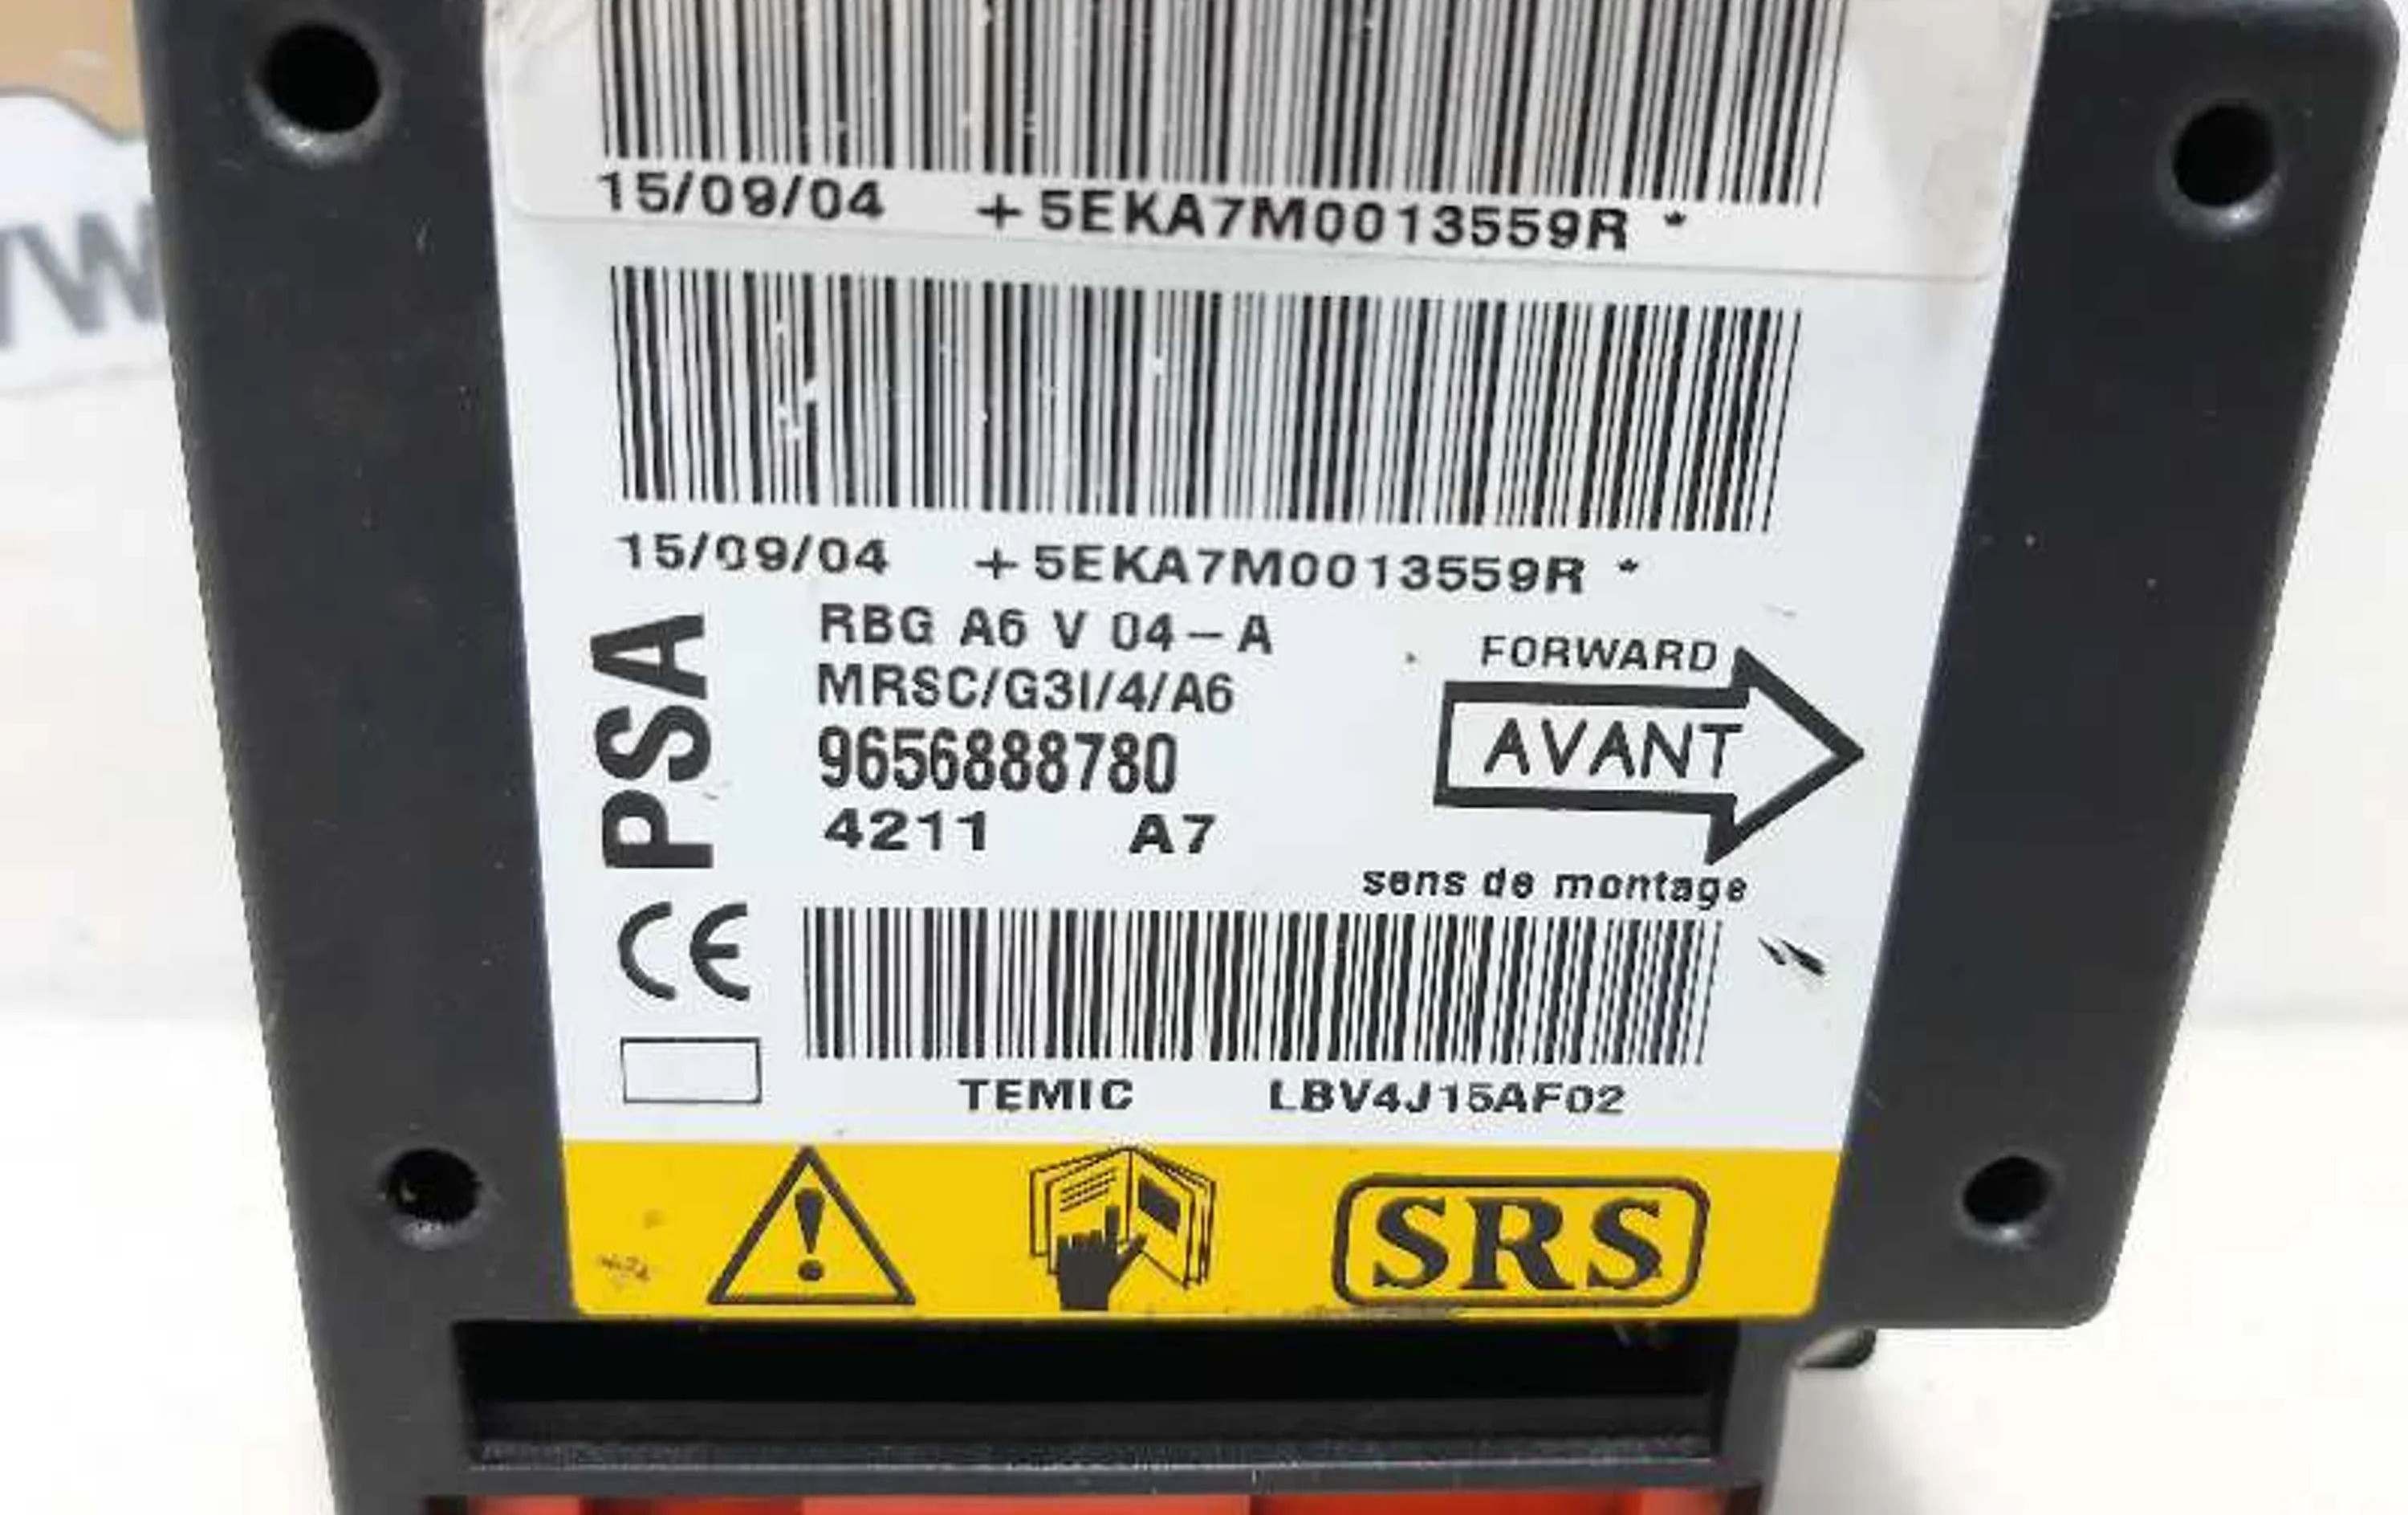 15/09/04 +5EKA7M0013559R *
15/09/04 +5EKA7M0013559R *
PSA
RBG A6 V 04-A
MRSC/G3I/4/A6
9656888780
4211 A7
FORWARD
AVANT
sens de montage
CE
TEMIC LBV4J15AF02
SRS